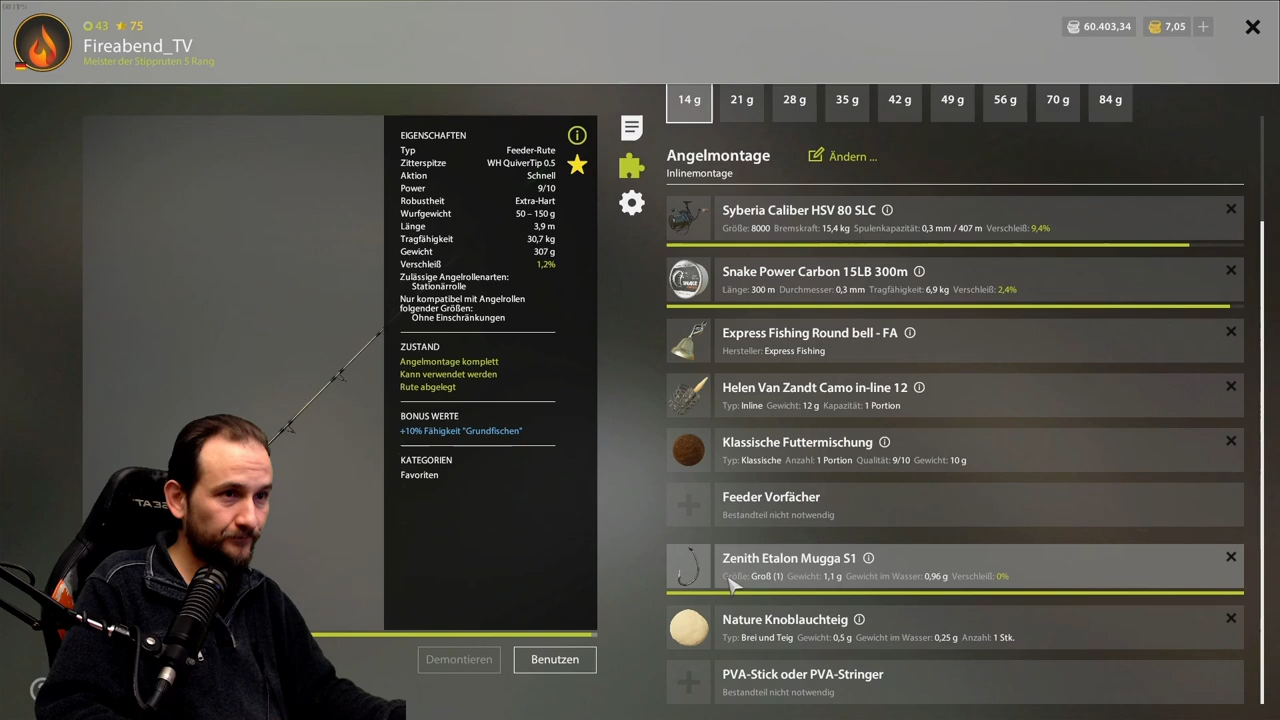 43 75
Fireabend_TV
Meister der Stippruten 5 Rang
60.403,34
7,05
14 g
21 g
28 g
35 g
42 g
49 g
56 g
70 g
84 g
EIGENSCHAFTEN
Typ Feeder-Rute
Zitterspitze WH QuiverTip 0.5
Aktion Schnell
Power 9/10
Robustheit Extra-Hart
Wurfgewicht 50 – 150 g
Länge 3,9 m
Tragfähigkeit 30,7 kg
Gewicht 307 g
Verschleiß 1,2%
Zulässige Angelrollenarten:
Stationärrolle
Nur kompatibel mit Angelrollen
folgender Größen:
Ohne Einschränkungen
ZUSTAND
Angelmontage komplett
Kann verwendet werden
Rute abgelegt
BONUS WERTE
+10% Fähigkeit "Grundfischen"
KATEGORIEN
Favoriten
Demontieren
Benutzen
Angelmontage
Ändern ...
Inlinemontage
Syberia Caliber HSV 80 SLC
Größe: 8000 Bremskraft: 15,4 kg Spulenkapazität: 0,3 mm / 407 m Verschleiß: 9,4%
Snake Power Carbon 15LB 300m
Länge: 300 m Durchmesser: 0,3 mm Tragfähigkeit: 6,9 kg Verschleiß: 2,4%
Express Fishing Round bell - FA
Hersteller: Express Fishing
Helen Van Zandt Camo in-line 12
Typ: Inline Gewicht: 12 g Kapazität: 1 Portion
Klassische Futtermischung
Typ: Klassische Anzahl: 1 Portion Qualität: 9/10 Gewicht: 10 g
Feeder Vorfächer
Bestandteil nicht notwendig
Zenith Etalon Mugga S1
Größe: Groß (1) Gewicht: 1,1 g Gewicht im Wasser: 0,96 g Verschleiß: 0%
Nature Knoblauchteig
Typ: Brei und Teig Gewicht: 0,5 g Gewicht im Wasser: 0,25 g Anzahl: 1 Stk.
PVA-Stick oder PVA-Stringer
Bestandteil nicht notwendig